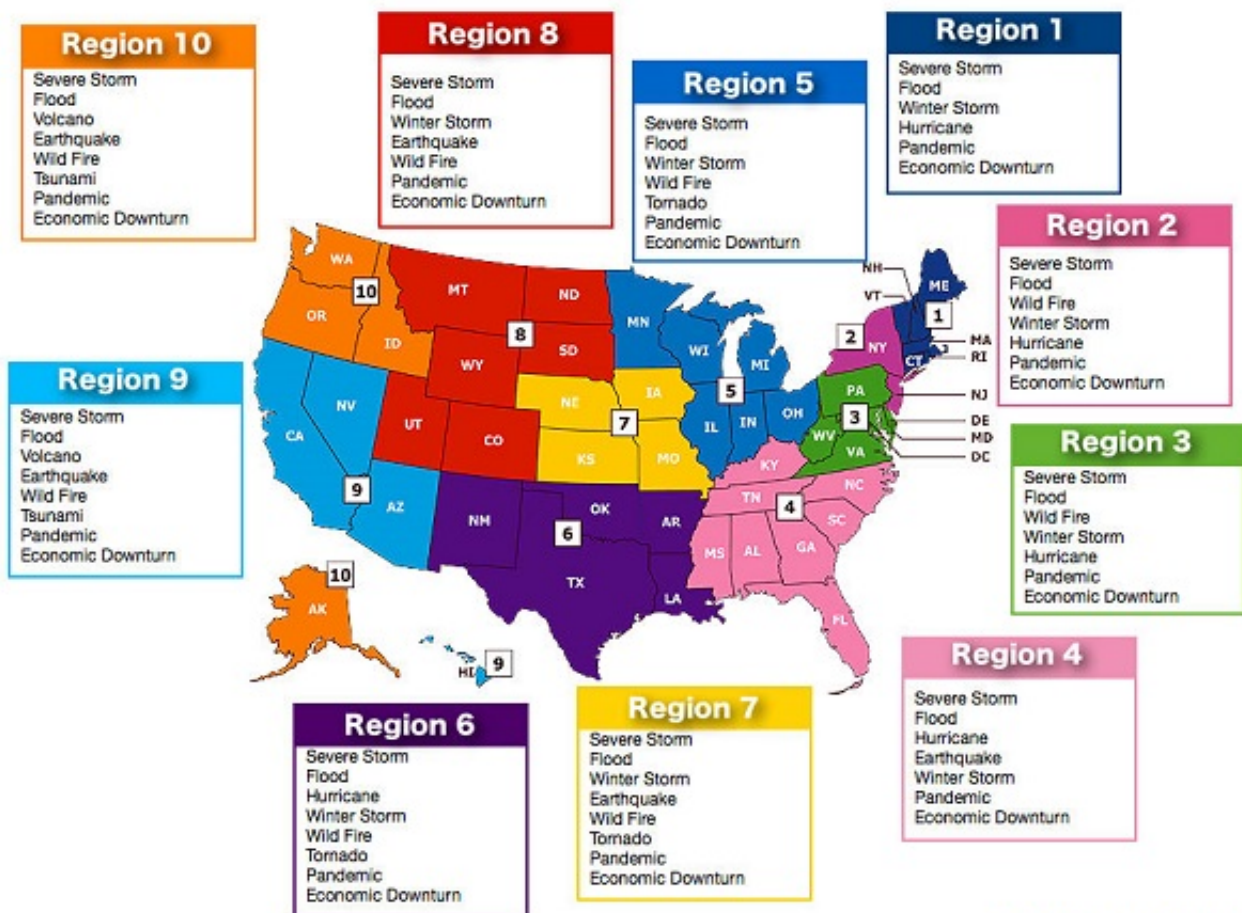 Region 10
Severe Storm
Flood
Volcano
Earthquake
Wild Fire
Tsunami
Pandemic
Economic Downturn
Region 8
Severe Storm
Flood
Winter Storm
Earthquake
Wild Fire
Pandemic
Economic Downturn
Region 5
Severe Storm
Flood
Winter Storm
Wild Fire
Tornado
Pandemic
Economic Downturn
Region 1
Severe Storm
Flood
Winter Storm
Hurricane
Pandemic
Economic Downturn
Region 2
Severe Storm
Flood
Wild Fire
Winter Storm
Hurricane
Pandemic
Economic Downturn
Region 9
Severe Storm
Flood
Volcano
Earthquake
Wild Fire
Tsunami
Pandemic
Economic Downturn
Region 3
Severe Storm
Flood
Wild Fire
Winter Storm
Hurricane
Pandemic
Economic Downturn
WA
10
OR
ID
MT
ND
8
SD
WY
UT
CO
MN
WI
MI
5
IL
IN
OH
NE
IA
7
KS
MO
NV
CA
9
AZ
NM
OK
AR
6
TX
LA
KY
TN
NC
4
SC
MS
AL
GA
FL
NH
VT
ME
1
MA
RI
CT
2
NY
NJ
PA
3
WV
VA
DE
MD
DC
10
AK
HI
9
Region 6
Severe Storm
Flood
Hurricane
Winter Storm
Wild Fire
Tornado
Pandemic
Economic Downturn
Region 7
Severe Storm
Flood
Winter Storm
Earthquake
Wild Fire
Tornado
Pandemic
Economic Downturn
Region 4
Severe Storm
Flood
Hurricane
Earthquake
Winter Storm
Pandemic
Economic Downturn